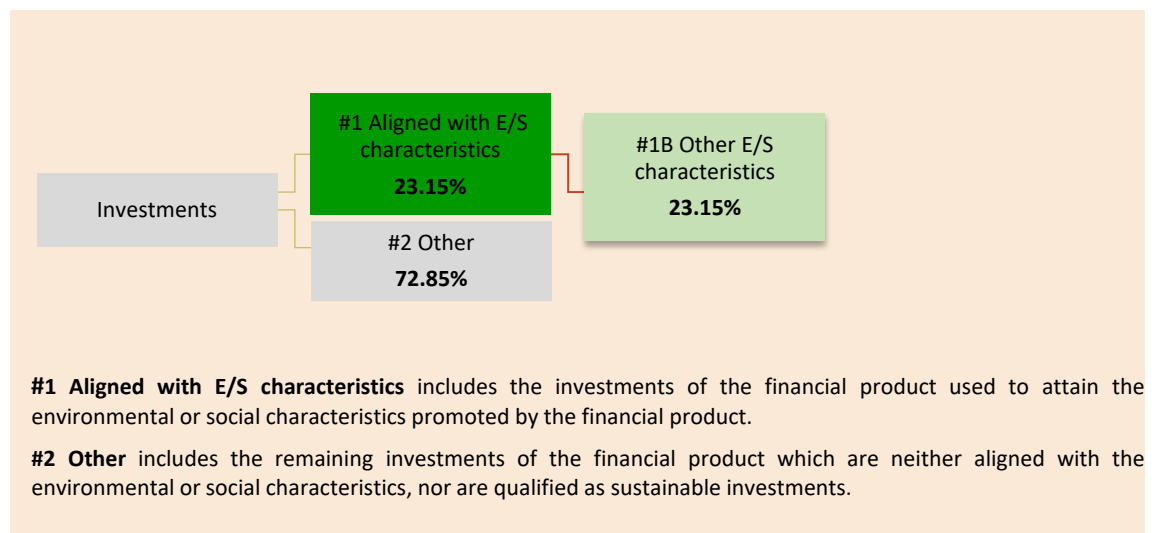 #1 Aligned with E/S
characteristics
23.15%
#1B Other E/S
characteristics
23.15%
Investments
#2 Other
72.85%
#1 Aligned with E/S characteristics includes the investments of the financial product used to attain the
environmental or social characteristics promoted by the financial product.
#2 Other includes the remaining investments of the financial product which are neither aligned with the
environmental or social characteristics, nor are qualified as sustainable investments.